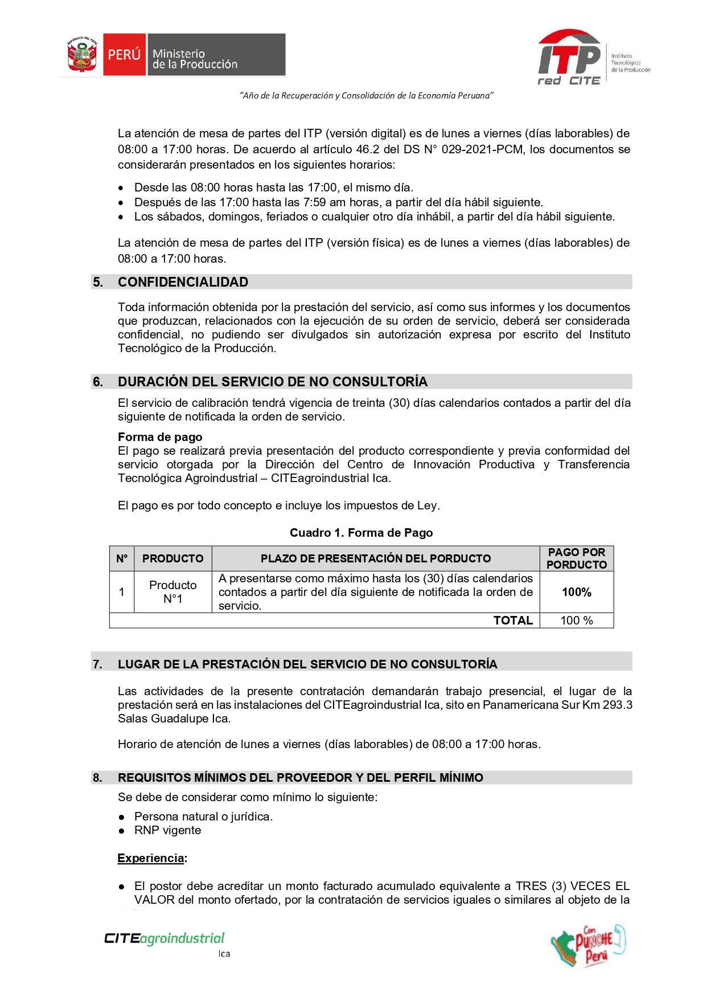 REPÚBLICA DEL PERÚ
PERÚ
Ministerio
de la Producción
ITP
red CITE
Instituto
Tecnológico
de la Producción
“Año de la Recuperación y Consolidación de la Economía Peruana”
La atención de mesa de partes del ITP (versión digital) es de lunes a viernes (días laborables) de
08:00 a 17:00 horas. De acuerdo al artículo 46.2 del DS N° 029-2021-PCM, los documentos se
considerarán presentados en los siguientes horarios:
• Desde las 08:00 horas hasta las 17:00, el mismo día.
• Después de las 17:00 hasta las 7:59 am horas, a partir del día hábil siguiente.
• Los sábados, domingos, feriados o cualquier otro día inhábil, a partir del día hábil siguiente.
La atención de mesa de partes del ITP (versión física) es de lunes a viernes (días laborables) de
08:00 a 17:00 horas.
5. CONFIDENCIALIDAD
Toda información obtenida por la prestación del servicio, así como sus informes y los documentos
que produzcan, relacionados con la ejecución de su orden de servicio, deberá ser considerada
confidencial, no pudiendo ser divulgados sin autorización expresa por escrito del Instituto
Tecnológico de la Producción.
6. DURACIÓN DEL SERVICIO DE NO CONSULTORÍA
El servicio de calibración tendrá vigencia de treinta (30) días calendarios contados a partir del día
siguiente de notificada la orden de servicio.
Forma de pago
El pago se realizará previa presentación del producto correspondiente y previa conformidad del
servicio otorgada por la Dirección del Centro de Innovación Productiva y Transferencia
Tecnológica Agroindustrial – CITEagroindustrial Ica.
El pago es por todo concepto e incluye los impuestos de Ley.
Cuadro 1. Forma de Pago
N° PRODUCTO PLAZO DE PRESENTACIÓN DEL PORDUCTO PAGO POR
PORDUCTO
1 Producto
N°1
A presentarse como máximo hasta los (30) días calendarios
contados a partir del día siguiente de notificada la orden de
servicio.
100%
TOTAL 100 %
7. LUGAR DE LA PRESTACIÓN DEL SERVICIO DE NO CONSULTORÍA
Las actividades de la presente contratación demandarán trabajo presencial, el lugar de la
prestación será en las instalaciones del CITEagroindustrial Ica, sito en Panamericana Sur Km 293.3
Salas Guadalupe Ica.
Horario de atención de lunes a viernes (días laborables) de 08:00 a 17:00 horas.
8. REQUISITOS MÍNIMOS DEL PROVEEDOR Y DEL PERFIL MÍNIMO
Se debe de considerar como mínimo lo siguiente:
● Persona natural o jurídica.
● RNP vigente
Experiencia:
● El postor debe acreditar un monto facturado acumulado equivalente a TRES (3) VECES EL
VALOR del monto ofertado, por la contratación de servicios iguales o similares al objeto de la
CITEagroindustrial
Ica
Con
PUNCHE
Perú